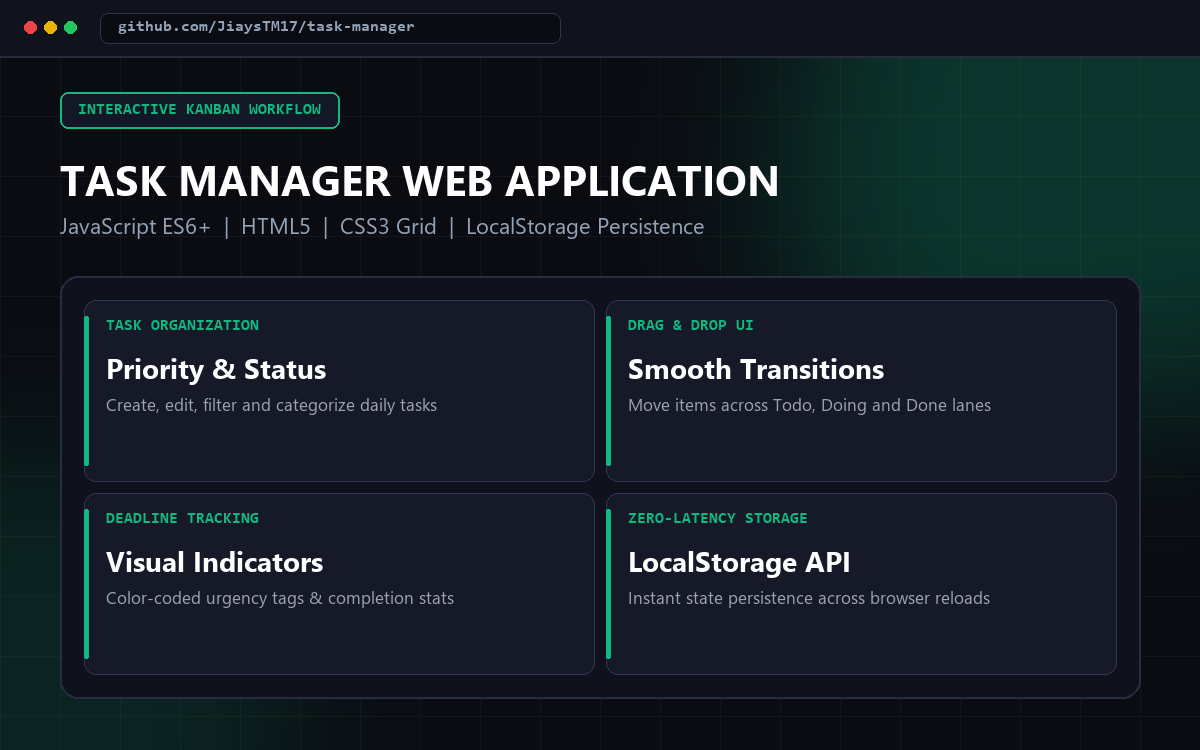 github.com/JiaysTM17/task-manager
INTERACTIVE KANBAN WORKFLOW
TASK MANAGER WEB APPLICATION
JavaScript ES6+ | HTML5 | CSS3 Grid | LocalStorage Persistence
TASK ORGANIZATION
Priority & Status
Create, edit, filter and categorize daily tasks
DRAG & DROP UI
Smooth Transitions
Move items across Todo, Doing and Done lanes
DEADLINE TRACKING
Visual Indicators
Color-coded urgency tags & completion stats
ZERO-LATENCY STORAGE
LocalStorage API
Instant state persistence across browser reloads